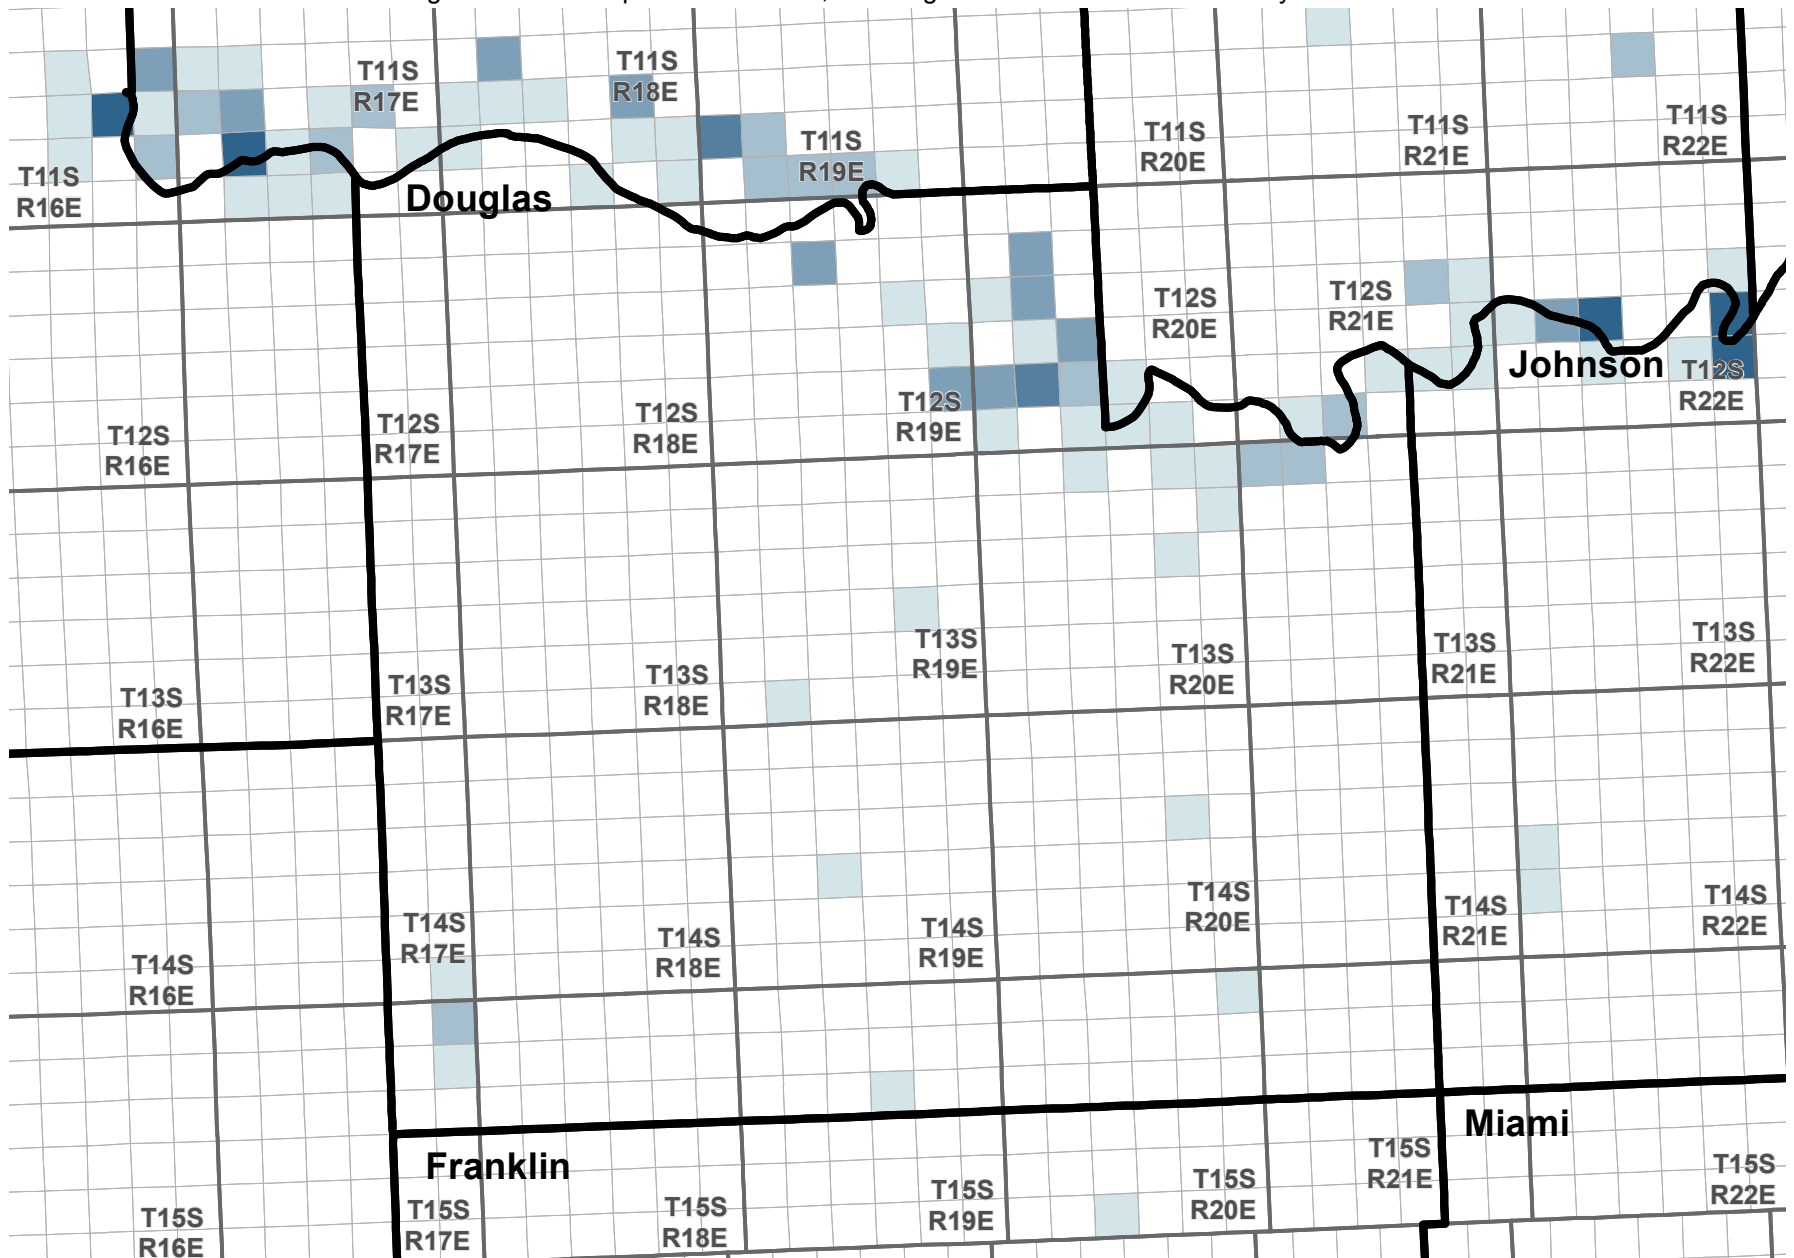 T11S
R17E
T11S
R18E
T11S
R19E
T11S
R20E
T11S
R21E
T11S
R22E
T11S
R16E
Douglas
T12S
R20E
T12S
R21E
Johnson
T12S
R22E
T12S
R16E
T12S
R17E
T12S
R18E
T12S
R19E
T13S
R16E
T13S
R17E
T13S
R18E
T13S
R19E
T13S
R20E
T13S
R21E
T13S
R22E
T14S
R16E
T14S
R17E
T14S
R18E
T14S
R19E
T14S
R20E
T14S
R21E
T14S
R22E
Franklin
Miami
T15S
R16E
T15S
R17E
T15S
R18E
T15S
R19E
T15S
R20E
T15S
R21E
T15S
R22E